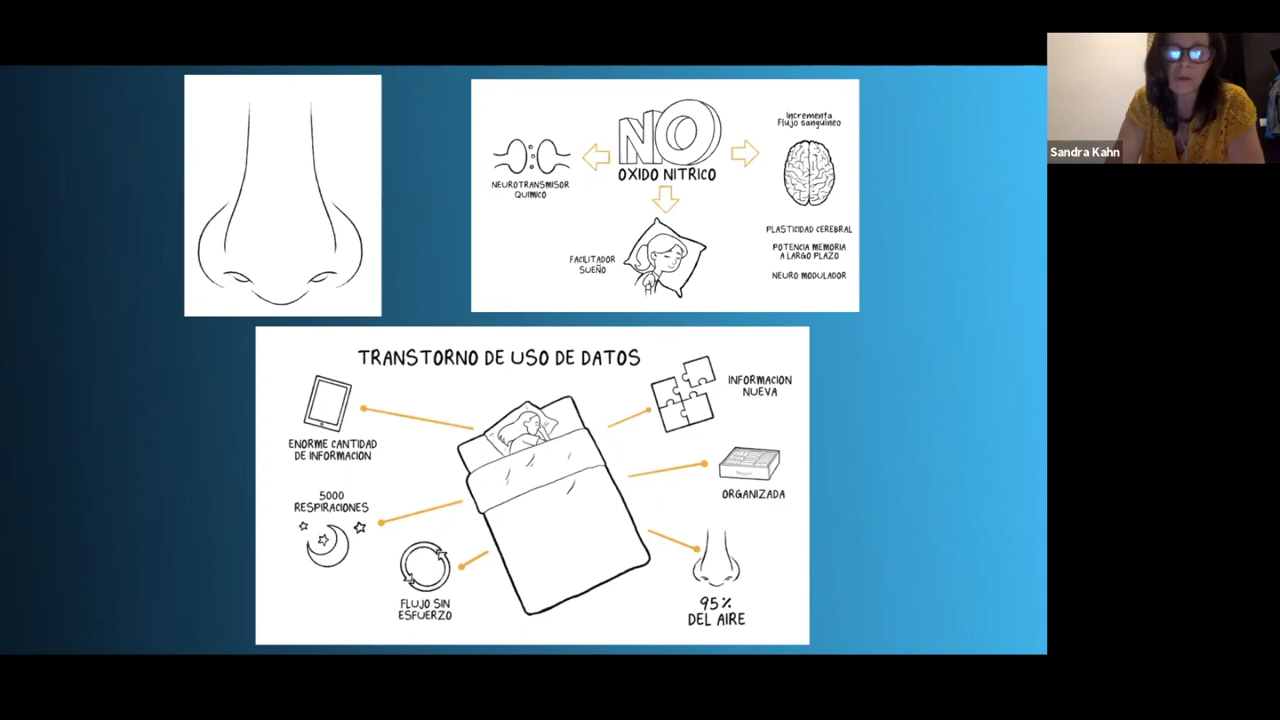 NO
OXIDO NITRICO
NEUROTRANSMISOR
QUIMICO
FACILITADOR
SUEÑO
Incrementa
Flujo sanguineo
PLASTICIDAD CEREBRAL
POTENCIA MEMORIA
A LARGO PLAZO
NEURO MODULADOR
Sandra Kahn
TRANSTORNO DE USO DE DATOS
ENORME CANTIDAD
DE INFORMACION
5000
RESPIRACIONES
FLUJO SIN
ESFUERZO
INFORMACION
NUEVA
ORGANIZADA
95%
DEL AIRE